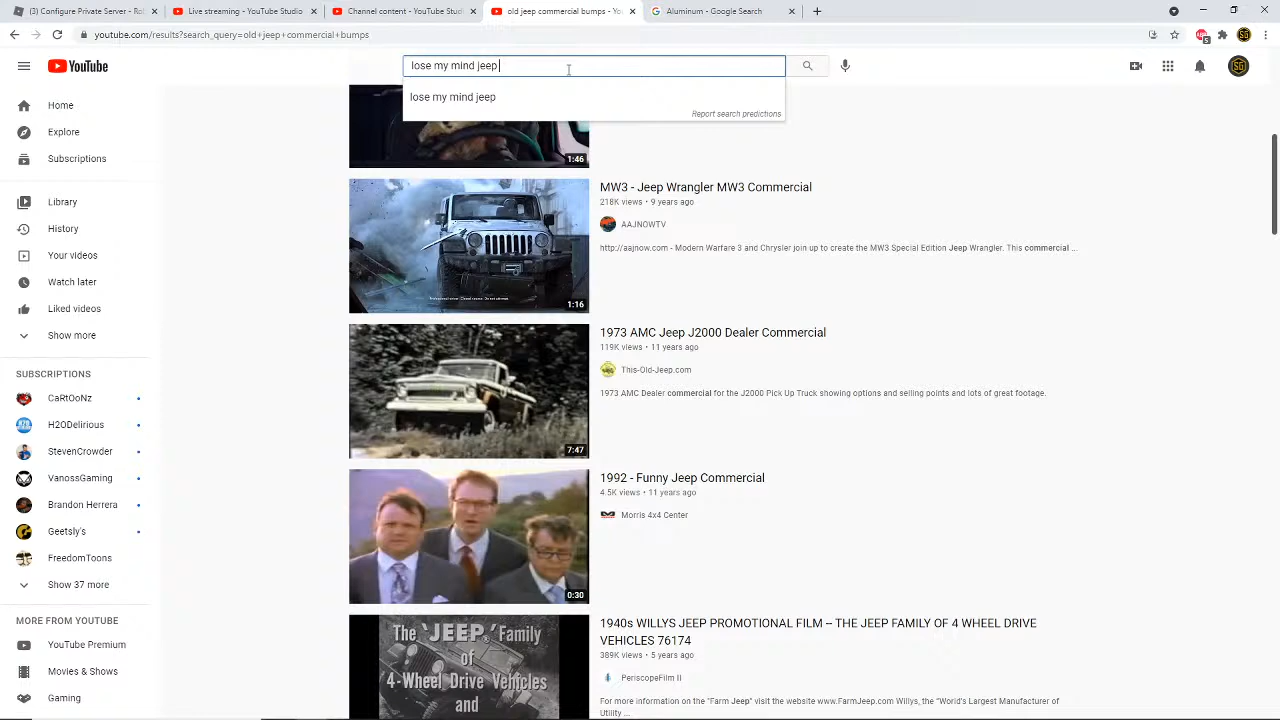 [3] Configure Private Server - Rob
Live streaming - YouTube Studio
Channel content - YouTube Studi
old jeep commercial bumps - You
Aluminum - Google Search
youtube.com/results?search_query=old+jeep+commercial+bumps
5
SG
YouTube
lose my mind jeep
SG
lose my mind jeep
Report search predictions
Home
Explore
Subscriptions
Library
History
Your videos
Watch later
Liked videos
Show more
SUBSCRIPTIONS
CaRtOoNz
H2ODelirious
StevenCrowder
VanossGaming
Brandon Herrera
Geetsly's
FreedomToons
Show 37 more
MORE FROM YOUTUBE
YouTube Premium
Movies & Shows
Gaming
1:46
MW3 - Jeep Wrangler MW3 Commercial
218K views • 9 years ago
AAJNOWTV
http://aajnow.com - Modern Warfare 3 and Chrysler join up to create the MW3 Special Edition Jeep Wrangler. This commercial ...
1:16
1973 AMC Jeep J2000 Dealer Commercial
119K views • 11 years ago
This-Old-Jeep.com
1973 AMC Dealer commercial for the J2000 Pick Up Truck showing options and selling points and lots of great footage.
7:47
1992 - Funny Jeep Commercial
4.5K views • 11 years ago
Morris 4x4 Center
0:30
The 'JEEP' Family
of
4-Wheel Drive Vehicles
and
1940s WILLYS JEEP PROMOTIONAL FILM -- THE JEEP FAMILY OF 4 WHEEL DRIVE
VEHICLES 76174
389K views • 5 years ago
PeriscopeFilm II
For more information on the "Farm Jeep" visit the website www.FarmJeep.com Willys, the "World's Largest Manufacturer of
Utility ...